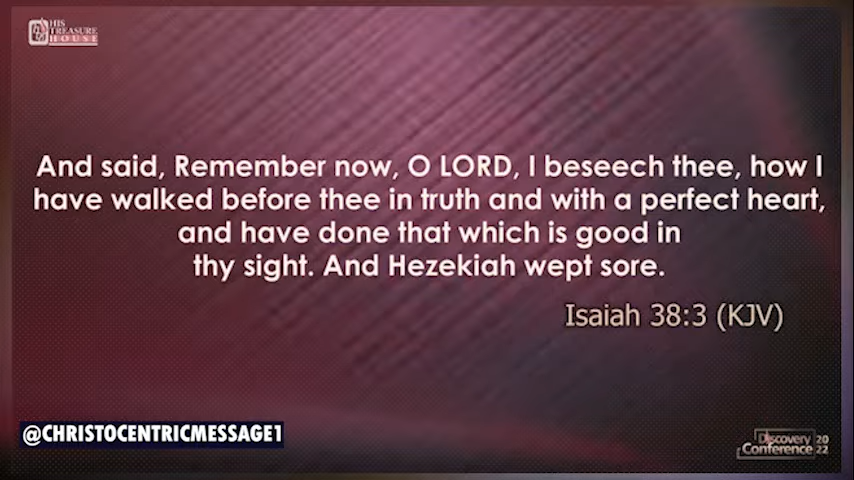 HIS
TREASURE
HOUSE
And said, Remember now, O LORD, I beseech thee, how I
have walked before thee in truth and with a perfect heart,
and have done that which is good in
thy sight. And Hezekiah wept sore.
Isaiah 38:3 (KJV)
@CHRISTOCENTRICMESSAGE1
Discovery
Conference
20
22